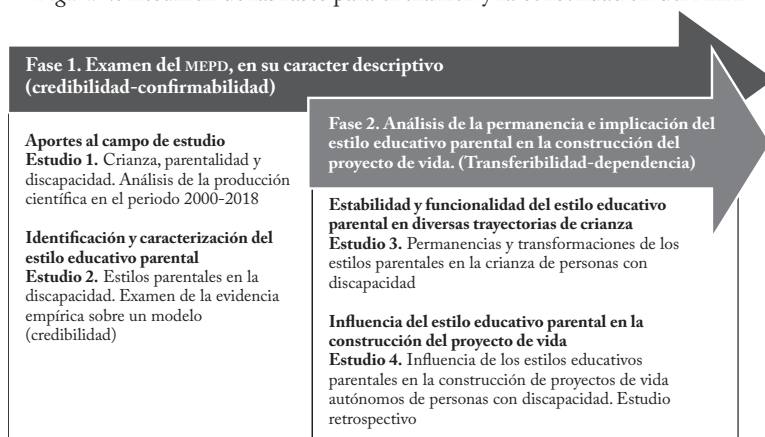 Fase 1. Examen del MEPD, en su caracter descriptivo
(credibilidad-confirmabilidad)
Aportes al campo de estudio
Estudio 1. Crianza, parentalidad y
discapacidad. Análisis de la producción
científica en el periodo 2000-2018
Identificación y caracterización del
estilo educativo parental
Estudio 2. Estilos parentales en la
discapacidad. Examen de la evidencia
empírica sobre un modelo
(credibilidad)
Fase 2. Análisis de la permanencia e implicación del
estilo educativo parental en la construcción del
proyecto de vida. (Transferibilidad-dependencia)
Estabilidad y funcionalidad del estilo educativo
parental en diversas trayectorias de crianza
Estudio 3. Permanencias y transformaciones de los
estilos parentales en la crianza de personas con
discapacidad
Influencia del estilo educativo parental en la
construcción del proyecto de vida
Estudio 4. Influencia de los estilos educativos
parentales en la construcción de proyectos de vida
autónomos de personas con discapacidad. Estudio
retrospectivo